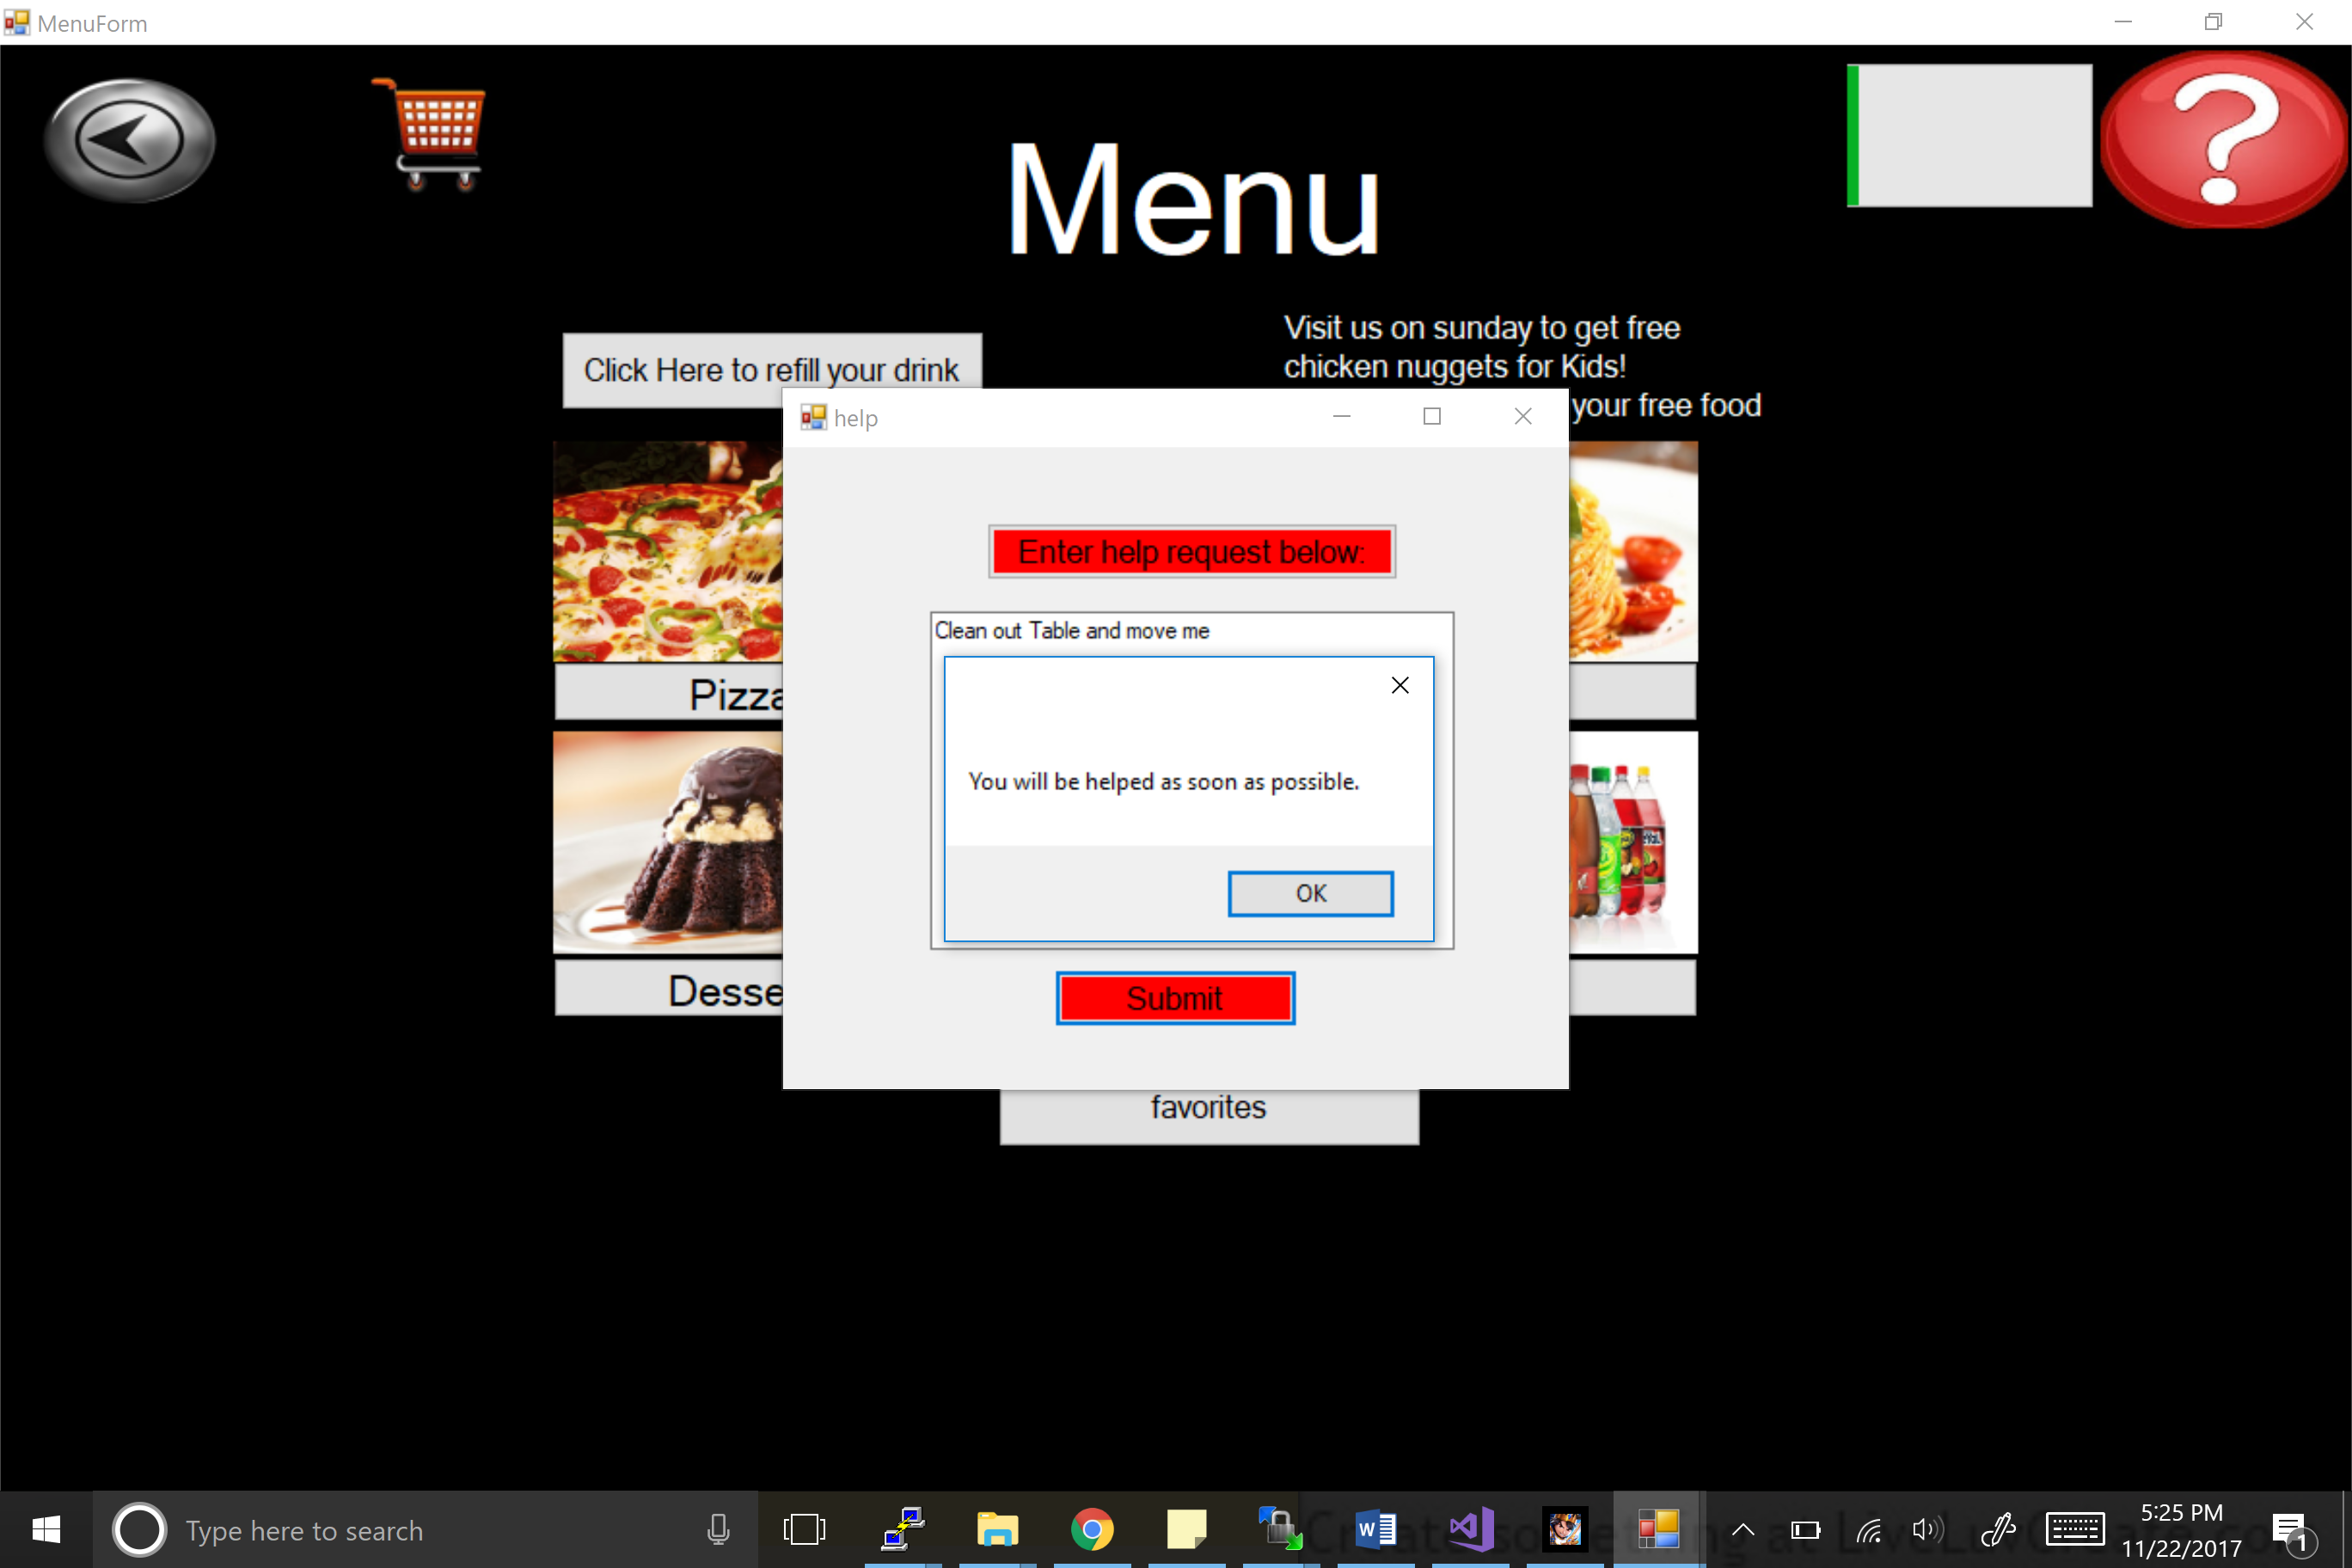 MenuForm
Menu
Click Here to refill your drink
Visit us on sunday to get free
chicken nuggets for Kids!
your free food
help
Enter help request below:
Clean out Table and move me
You will be helped as soon as possible.
OK
Submit
favorites
Type here to search
5:25 PM
11/22/2017
1